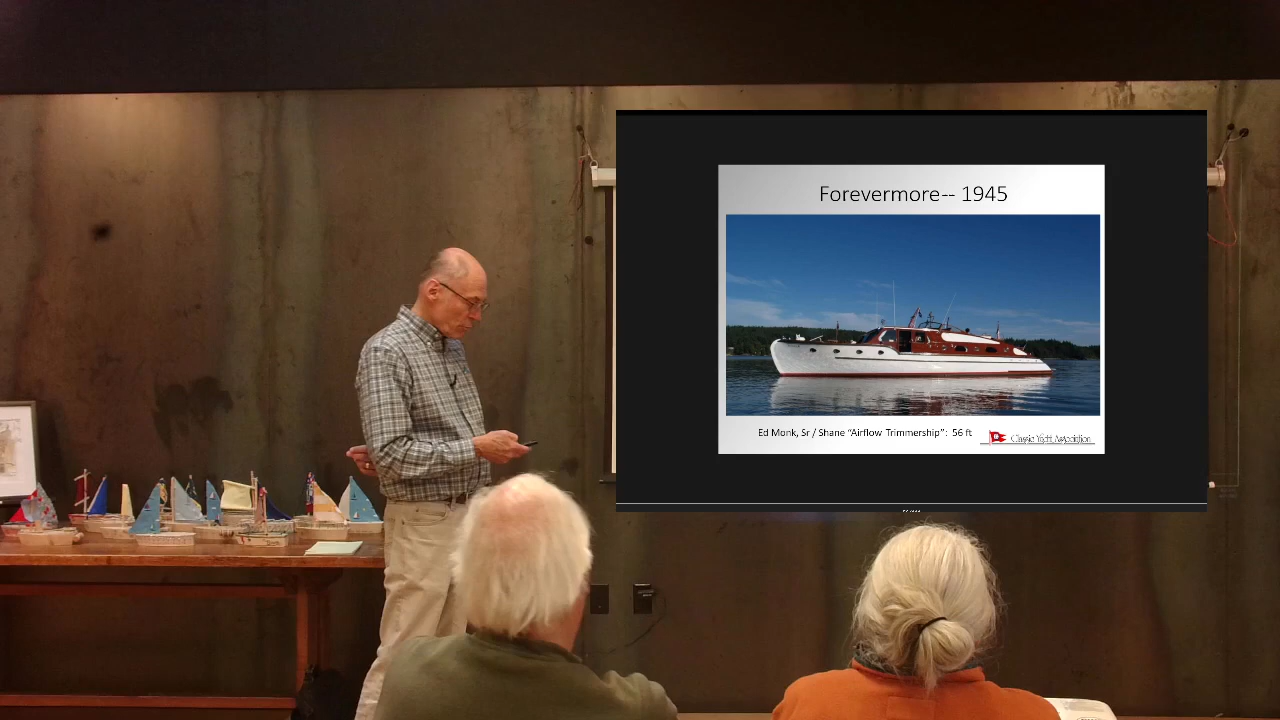 Forevermore-- 1945
Ed Monk, Sr / Shane “Airflow Trimmership”: 56 ft
Classic Yacht Association